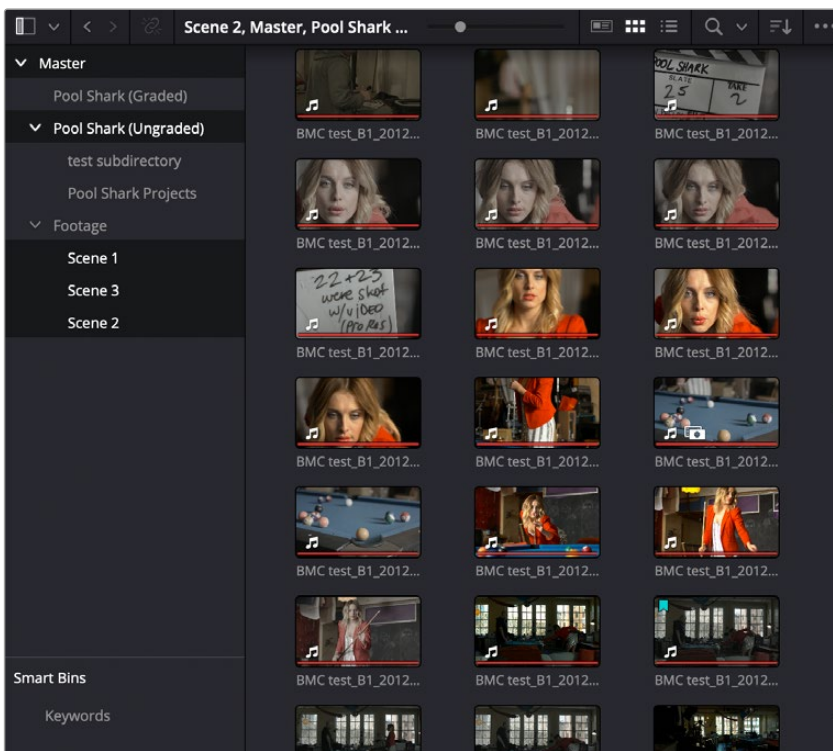 Scene 2, Master, Pool Shark ...
Master
Pool Shark (Graded)
Pool Shark (Ungraded)
test subdirectory
Pool Shark Projects
Footage
Scene 1
Scene 3
Scene 2
Smart Bins
Keywords
POOL SHARK
SLATE
TAKE
25
2
BMC test_B1_2012...
BMC test_B1_2012...
BMC test_B1_2012...
BMC test_B1_2012...
BMC test_B1_2012...
BMC test_B1_2012...
22+23
were shot
w/ViDEO
(ProRes)
BMC test_B1_2012...
BMC test_B1_2012...
BMC test_B1_2012...
BMC test_B1_2012...
BMC test_B1_2012...
BMC test_B1_2012...
BMC test_B1_2012...
BMC test_B1_2012...
BMC test_B1_2012...
BMC test_B1_2012...
BMC test_B1_2012...
BMC test_B1_2012...